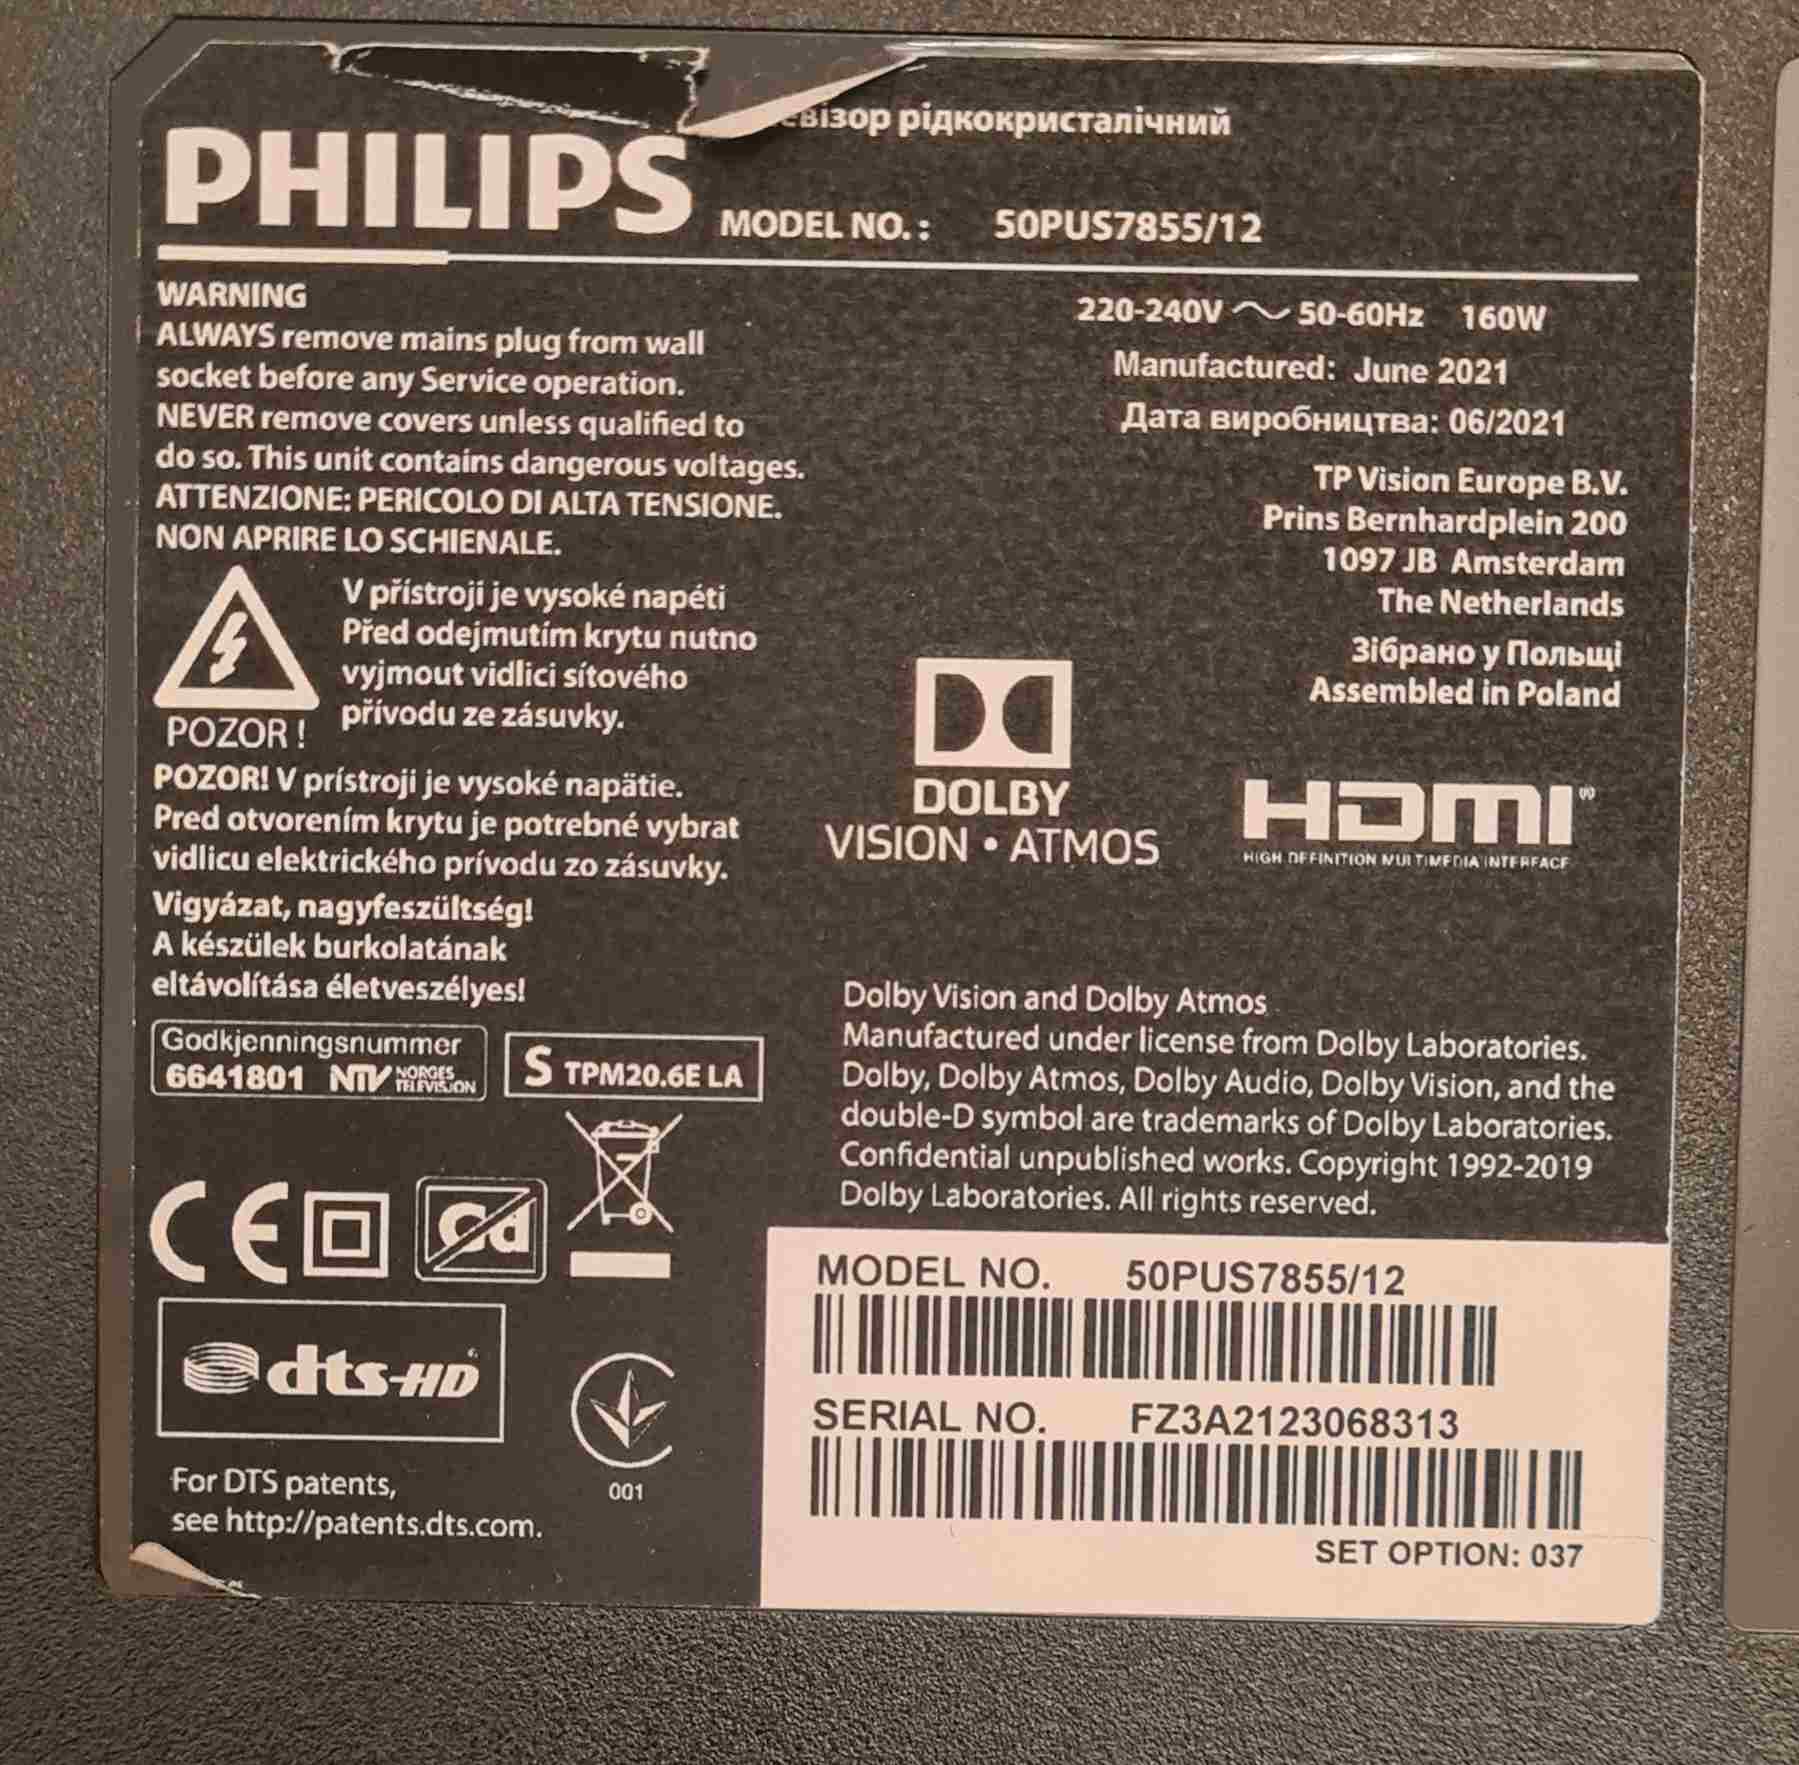 рідкокристалічний
PHILIPS
MODEL NO. : 50PUS7855/12
WARNING
ALWAYS remove mains plug from wall
socket before any Service operation.
NEVER remove covers unless qualified to
do so. This unit contains dangerous voltages.
ATTENZIONE: PERICOLO DI ALTA TENSIONE.
NON APRIRE LO SCHIENALE.
V přístroji je vysoké napéti
Před odejmutím krytu nutno
vyjmout vidlici sítového
přívodu ze zásuvky.
POZOR !
POZOR! V prístroji je vysoké napätie.
Pred otvorením krytu je potrebné vybrat
vidlicu elektrického prívodu zo zásuvky.
Vigyázat, nagyfeszültség!
A készülek burkolatának
eltávolítása életveszélyes!
Godkjenningsnummer
6641801 NTV NORGES TELEVISJON
S TPM20.6E LA
CE
Cd
dts-HD
001
For DTS patents,
see http://patents.dts.com.
220-240V ～ 50-60Hz 160W
Manufactured: June 2021
Дата виробництва: 06/2021
TP Vision Europe B.V.
Prins Bernhardplein 200
1097 JB Amsterdam
The Netherlands
Зібрано у Польщі
Assembled in Poland
DOLBY
VISION • ATMOS
HDMI®
HIGH DEFINITION MULTIMEDIA INTERFACE
Dolby Vision and Dolby Atmos
Manufactured under license from Dolby Laboratories.
Dolby, Dolby Atmos, Dolby Audio, Dolby Vision, and the
double-D symbol are trademarks of Dolby Laboratories.
Confidential unpublished works. Copyright 1992-2019
Dolby Laboratories. All rights reserved.
MODEL NO. 50PUS7855/12
SERIAL NO. FZ3A2123068313
SET OPTION: 037